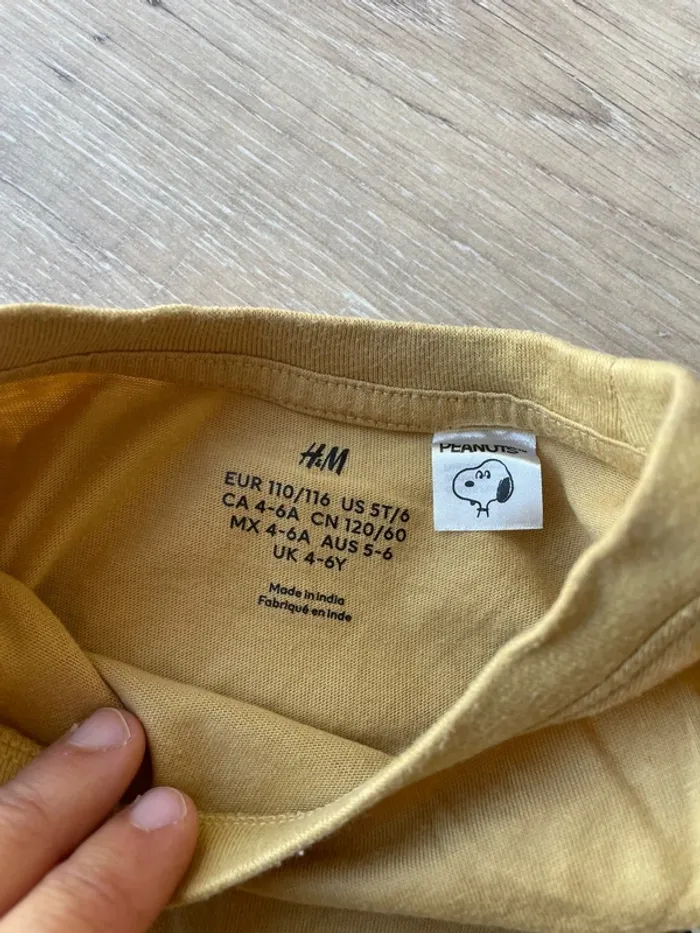 H&M
EUR 110/116 US 5T/6
CA 4-6A CN 120/60
MX 4-6A AUS 5-6
UK 4-6Y
Made in India
Fabriqué en Inde
PEANUTS™